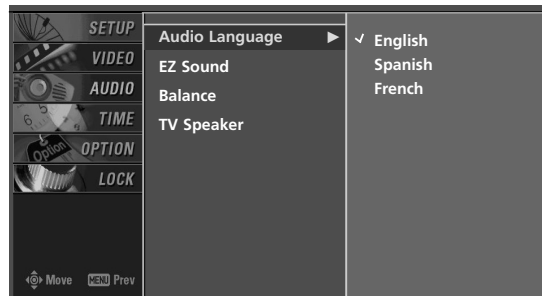 SETUP
VIDEO
AUDIO
TIME
OPTION
LOCK
Move MENU Prev
Audio Language
EZ Sound
Balance
TV Speaker
English
Spanish
French
Option